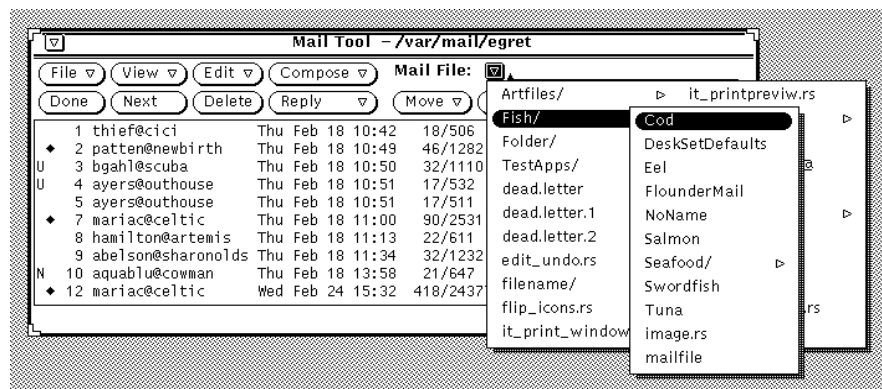 Mail Tool - /var/mail/egret
File View Edit Compose Mail File:
Done Next Delete Reply Move
1 thief@cici Thu Feb 18 10:42 18/506
2 patten@newbirth Thu Feb 18 10:49 46/1282
U 3 bgahl@scuba Thu Feb 18 10:50 32/1110
U 4 ayers@outhouse Thu Feb 18 10:51 17/532
5 ayers@outhouse Thu Feb 18 10:51 17/511
7 mariac@celtic Thu Feb 18 11:00 90/2531
8 hamilton@artemis Thu Feb 18 11:13 22/611
9 abelson@sharonolds Thu Feb 18 11:34 32/1232
N 10 aquablu@cowman Thu Feb 18 13:58 21/647
12 mariac@celtic Wed Feb 24 15:32 418/2437
Artfiles/ it_printpreviw.rs
Fish/
Folder/
TestApps/
dead.letter
dead.letter.1
dead.letter.2
edit_undo.rs
filename/
flip_icons.rs
it_print_window
Cod
DeskSetDefaults
Eel
FlounderMail
NoName
Salmon
Seafood/
Swordfish
Tuna
image.rs
mailfile
.rs